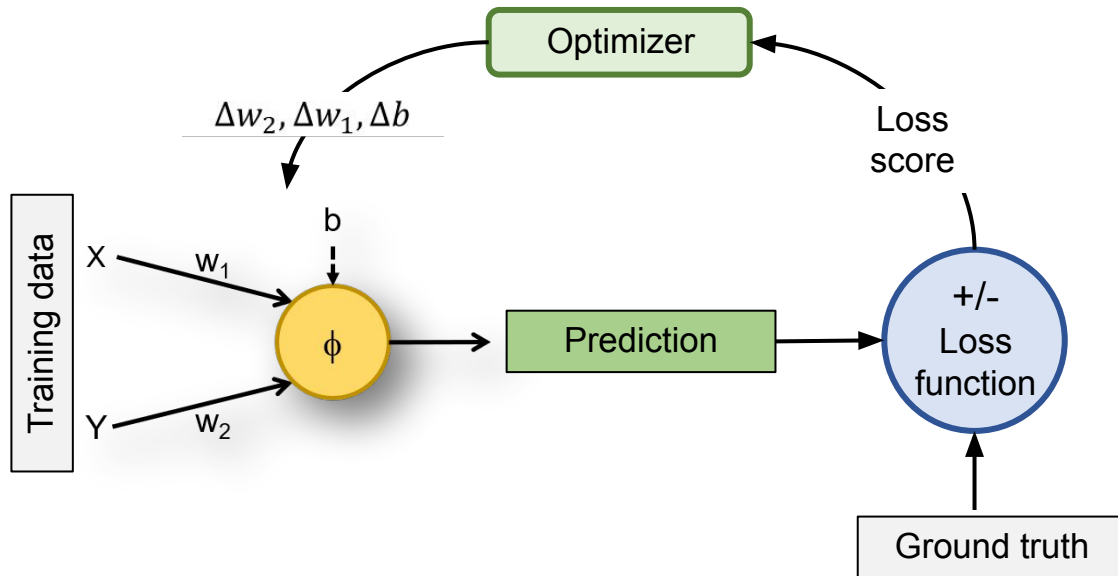 Optimizer
Δw₂, Δw₁, Δb
Loss
score
Training data
X
w₁
b
ϕ
Y
w₂
Prediction
+/-
Loss
function
Ground truth